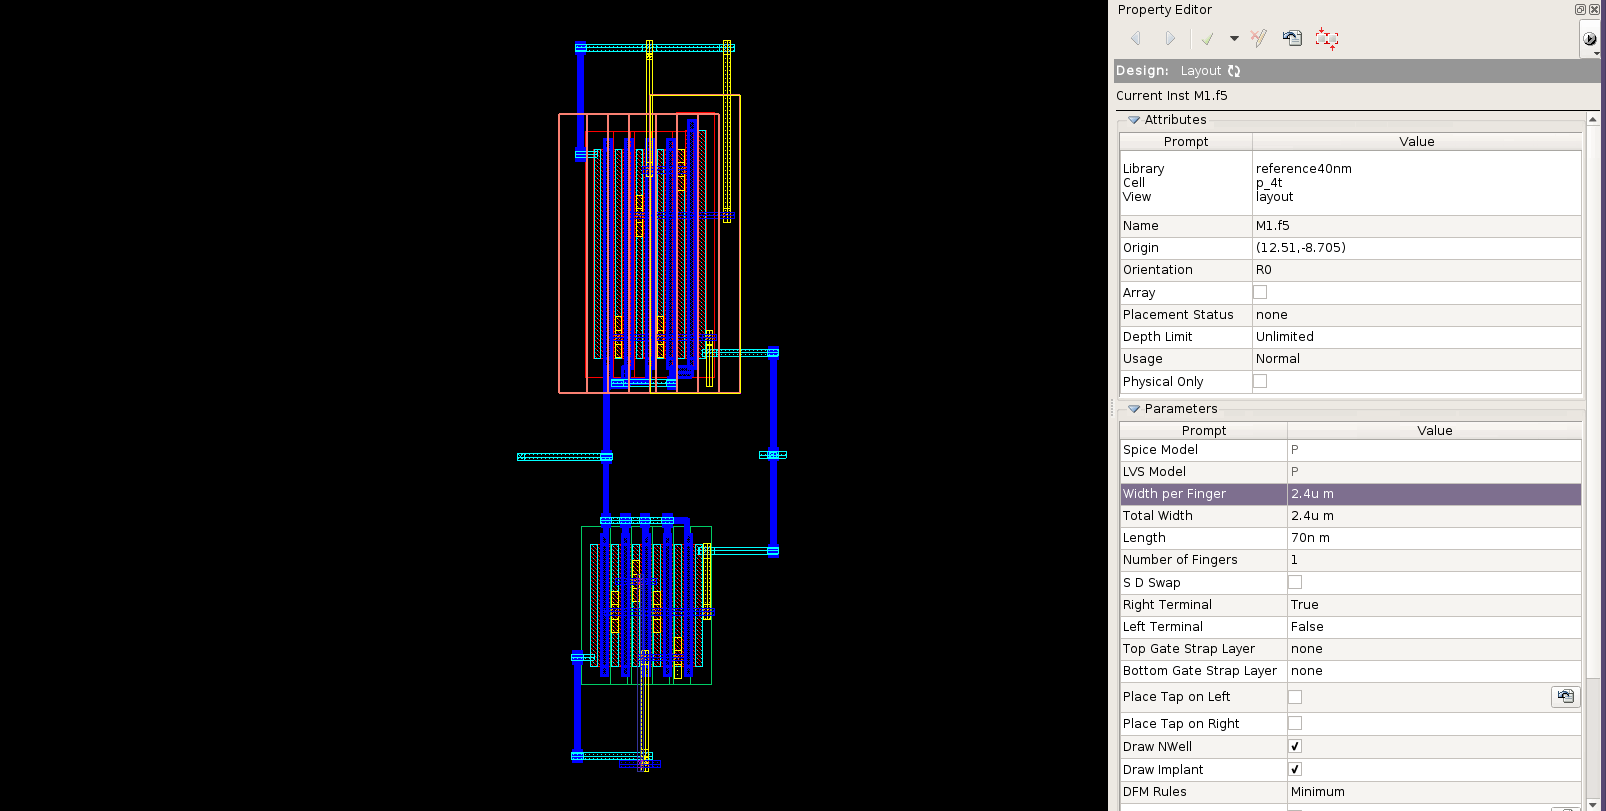 Property Editor
Design: Layout
Current Inst M1.f5
Attributes
Prompt Value
Library reference40nm
Cell p_4t
View layout
Name M1.f5
Origin (12.51,-8.705)
Orientation R0
Array
Placement Status none
Depth Limit Unlimited
Usage Normal
Physical Only
Parameters
Prompt Value
Spice Model P
LVS Model P
Width per Finger 2.4u m
Total Width 2.4u m
Length 70n m
Number of Fingers 1
S D Swap
Right Terminal True
Left Terminal False
Top Gate Strap Layer none
Bottom Gate Strap Layer none
Place Tap on Left
Place Tap on Right
Draw NWell
Draw Implant
DFM Rules Minimum